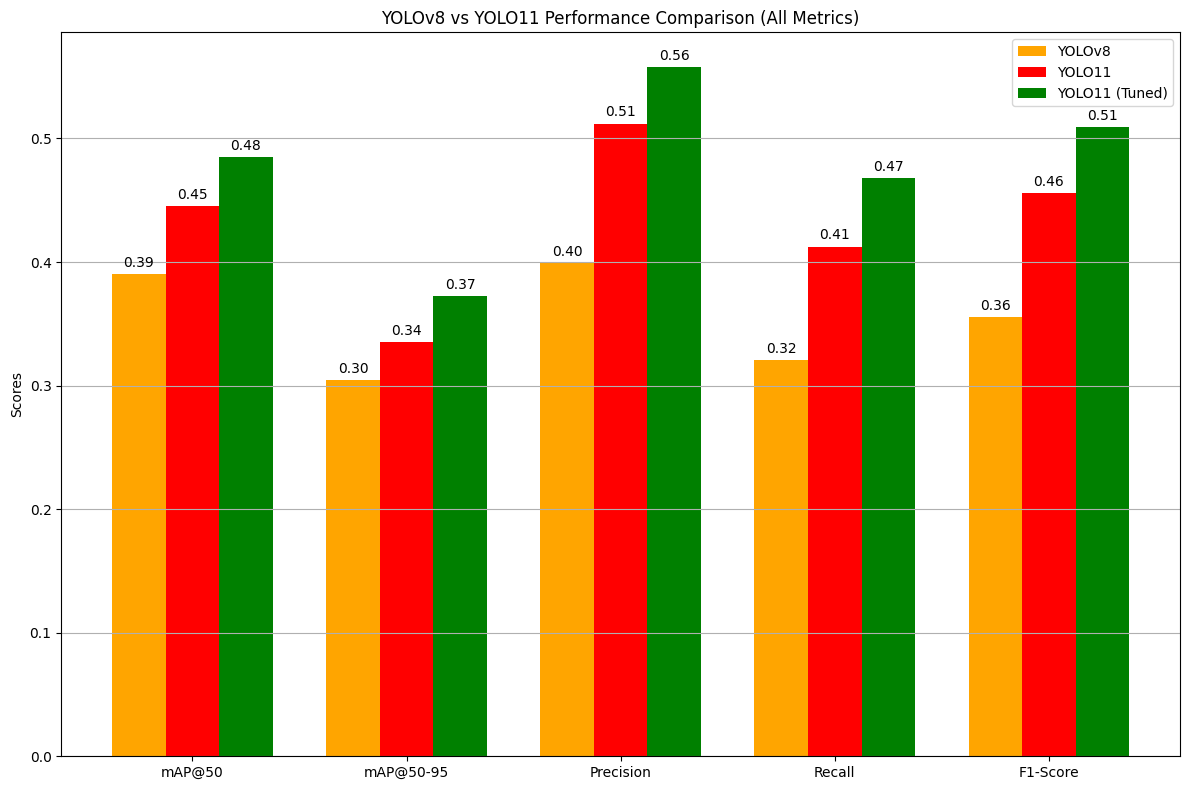 YOLOv8 vs YOLO11 Performance Comparison (All Metrics)
YOLOv8
YOLO11
YOLO11 (Tuned)
Scores
0.5
0.4
0.3
0.2
0.1
0.0
0.39
0.45
0.48
0.30
0.34
0.37
0.40
0.51
0.56
0.32
0.41
0.47
0.36
0.46
0.51
mAP@50
mAP@50-95
Precision
Recall
F1-Score